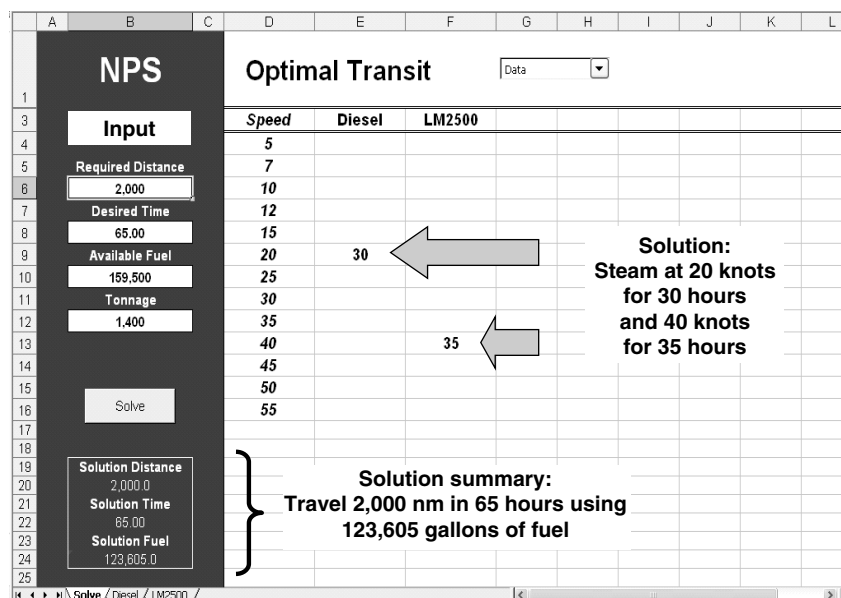 A B C D E F G H I J K L
1 NPS Optimal Transit Data
3 Input Speed Diesel LM2500
4 5
5 Required Distance 7
6 2,000 10
7 Desired Time 12
8 65.00 15
9 Available Fuel 20 30
10 159,500 25
11 Tonnage 30
12 1,400 35
13 40 35
14 45
15 50
16 Solve 55
17
18
19 Solution Distance
20 2,000.0
21 Solution Time
22 65.00
23 Solution Fuel
24 123,605.0
25
Solution:
Steam at 20 knots
for 30 hours
and 40 knots
for 35 hours
Solution summary:
Travel 2,000 nm in 65 hours using
123,605 gallons of fuel
Solve / Diesel / LM2500 /